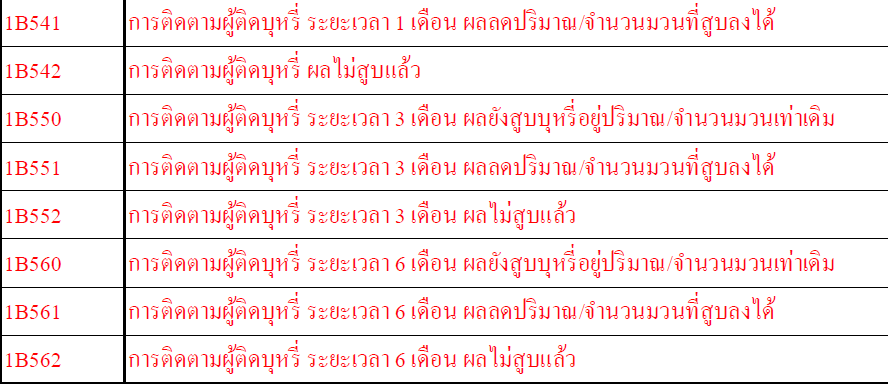 1B541 การติดตามผู้ติดบุหรี่ ระยะเวลา 1 เดือน ผลลดปริมาณ/จำนวนมวนที่สูบลงได้
1B542 การติดตามผู้ติดบุหรี่ ผลไม่สูบแล้ว
1B550 การติดตามผู้ติดบุหรี่ ระยะเวลา 3 เดือน ผลยังสูบบุหรี่อยู่ปริมาณ/จำนวนมวนเท่าเดิม
1B551 การติดตามผู้ติดบุหรี่ ระยะเวลา 3 เดือน ผลลดปริมาณ/จำนวนมวนที่สูบลงได้
1B552 การติดตามผู้ติดบุหรี่ ระยะเวลา 3 เดือน ผลไม่สูบแล้ว
1B560 การติดตามผู้ติดบุหรี่ ระยะเวลา 6 เดือน ผลยังสูบบุหรี่อยู่ปริมาณ/จำนวนมวนเท่าเดิม
1B561 การติดตามผู้ติดบุหรี่ ระยะเวลา 6 เดือน ผลลดปริมาณ/จำนวนมวนที่สูบลงได้
1B562 การติดตามผู้ติดบุหรี่ ระยะเวลา 6 เดือน ผลไม่สูบแล้ว